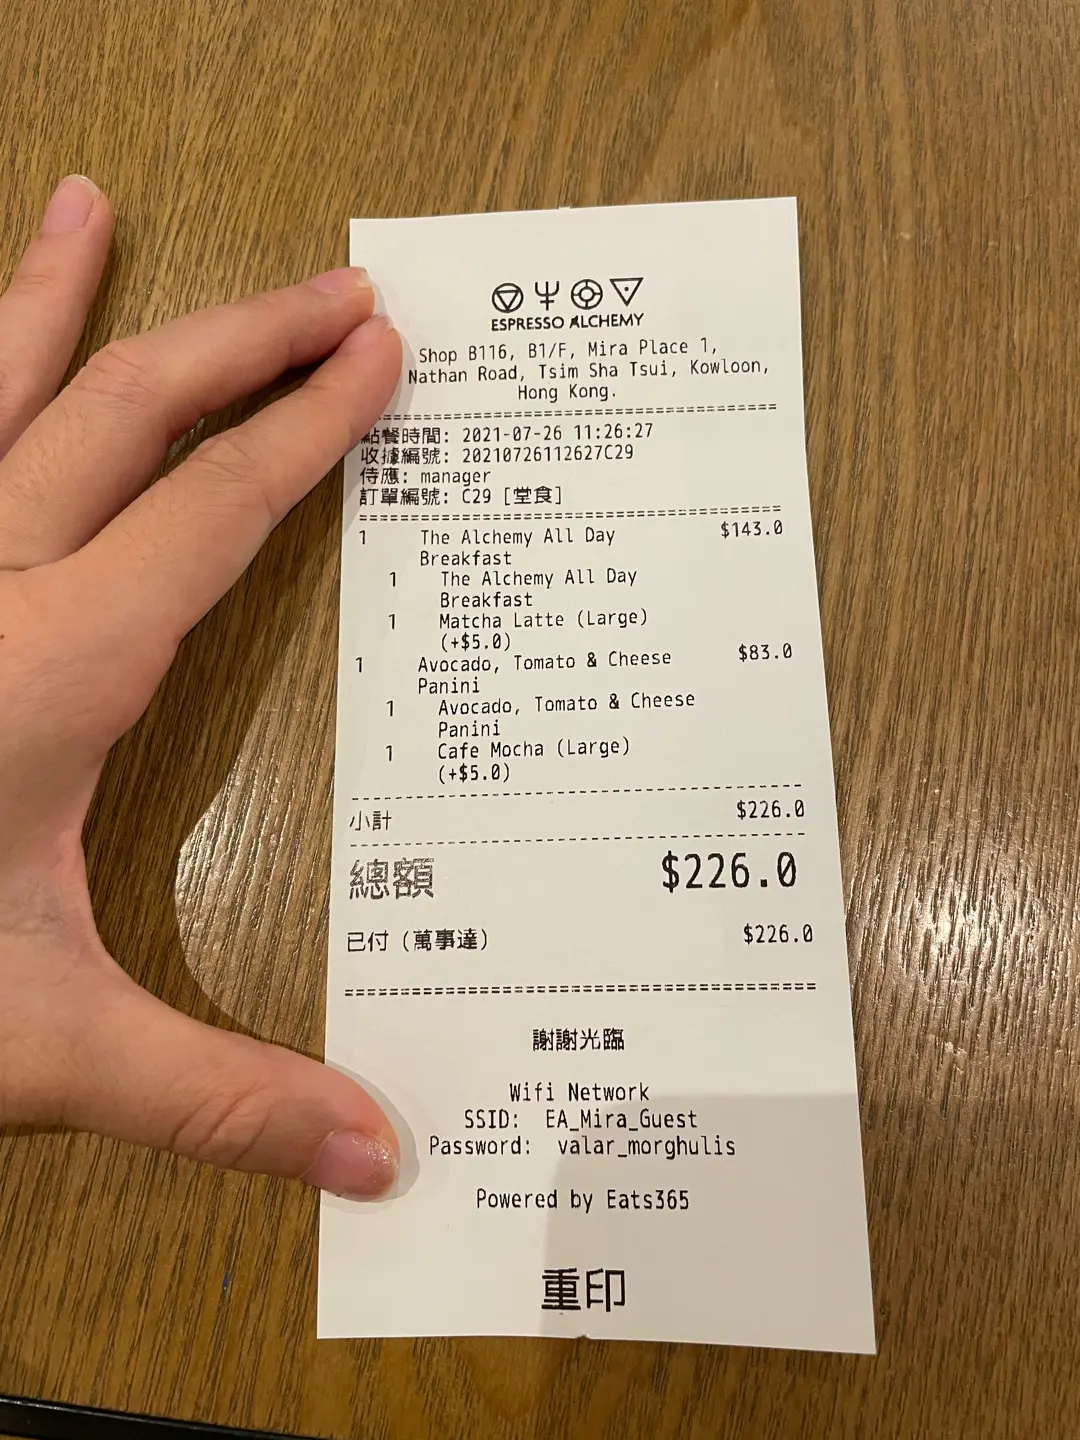 ESPRESSO ALCHEMY
Shop B116, B1/F, Mira Place 1,
Nathan Road, Tsim Sha Tsui, Kowloon,
Hong Kong.
點餐時間: 2021-07-26 11:26:27
收據編號: 20210726112627C29
侍應: manager
訂單編號: C29 [堂食]
1 The Alchemy All Day $143.0
Breakfast
1 The Alchemy All Day
Breakfast
1 Matcha Latte (Large)
(+$5.0)
1 Avocado, Tomato & Cheese $83.0
Panini
1 Avocado, Tomato & Cheese
Panini
1 Cafe Mocha (Large)
(+$5.0)
小計 $226.0
總額 $226.0
已付 (萬事達) $226.0
謝謝光臨
Wifi Network
SSID: EA_Mira_Guest
Password: valar_morghulis
Powered by Eats365
重印